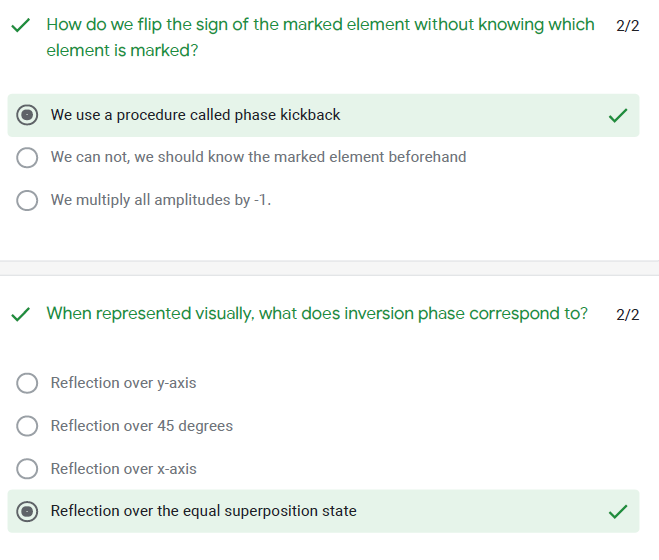 How do we flip the sign of the marked element without knowing which 2/2
element is marked?
We use a procedure called phase kickback
We can not, we should know the marked element beforehand
We multiply all amplitudes by -1.
When represented visually, what does inversion phase correspond to? 2/2
Reflection over y-axis
Reflection over 45 degrees
Reflection over x-axis
Reflection over the equal superposition state